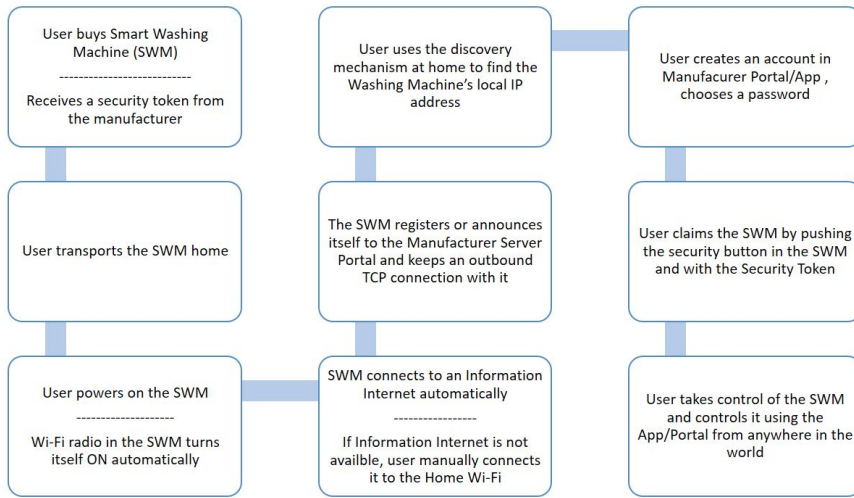 User buys Smart Washing
Machine (SWM)
---------------------------
Receives a security token from
the manufacturer
User transports the SWM home
User powers on the SWM
--------------------
Wi-Fi radio in the SWM turns
itself ON automatically
SWM connects to an Information
Internet automatically
-----------------
If Information Internet is not
availble, user manually connects
it to the Home Wi-Fi
The SWM registers or announces
itself to the Manufacturer Server
Portal and keeps an outbound
TCP connection with it
User uses the discovery
mechanism at home to find the
Washing Machine’s local IP
address
User creates an account in
Manufacurer Portal/App ,
chooses a password
User claims the SWM by pushing
the security button in the SWM
and with the Security Token
User takes control of the SWM
and controls it using the
App/Portal from anywhere in the
world